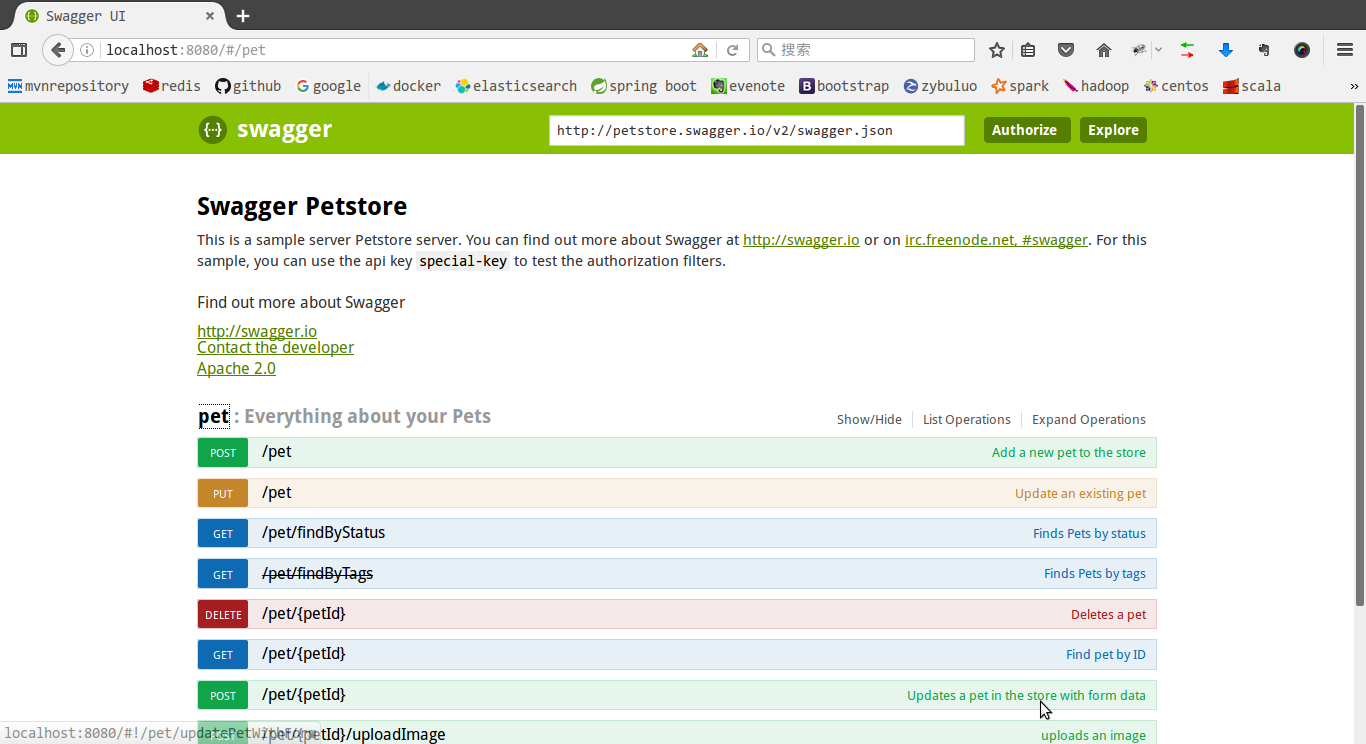 Swagger UI
localhost:8080/#/pet
搜索
mvnrepository redis github google docker elasticsearch spring boot evenote bootstrap zybuluo spark hadoop centos scala »
swagger http://petstore.swagger.io/v2/swagger.json Authorize Explore
Swagger Petstore
This is a sample server Petstore server. You can find out more about Swagger at http://swagger.io or on irc.freenode.net, #swagger. For this
sample, you can use the api key special-key to test the authorization filters.
Find out more about Swagger
http://swagger.io
Contact the developer
Apache 2.0
pet : Everything about your Pets Show/Hide List Operations Expand Operations
POST /pet Add a new pet to the store
PUT /pet Update an existing pet
GET /pet/findByStatus Finds Pets by status
GET /pet/findByTags Finds Pets by tags
DELETE /pet/{petId} Deletes a pet
GET /pet/{petId} Find pet by ID
POST /pet/{petId} Updates a pet in the store with form data
POST /pet/{petId}/uploadImage uploads an image
localhost:8080/#!/pet/updatePetWithForm